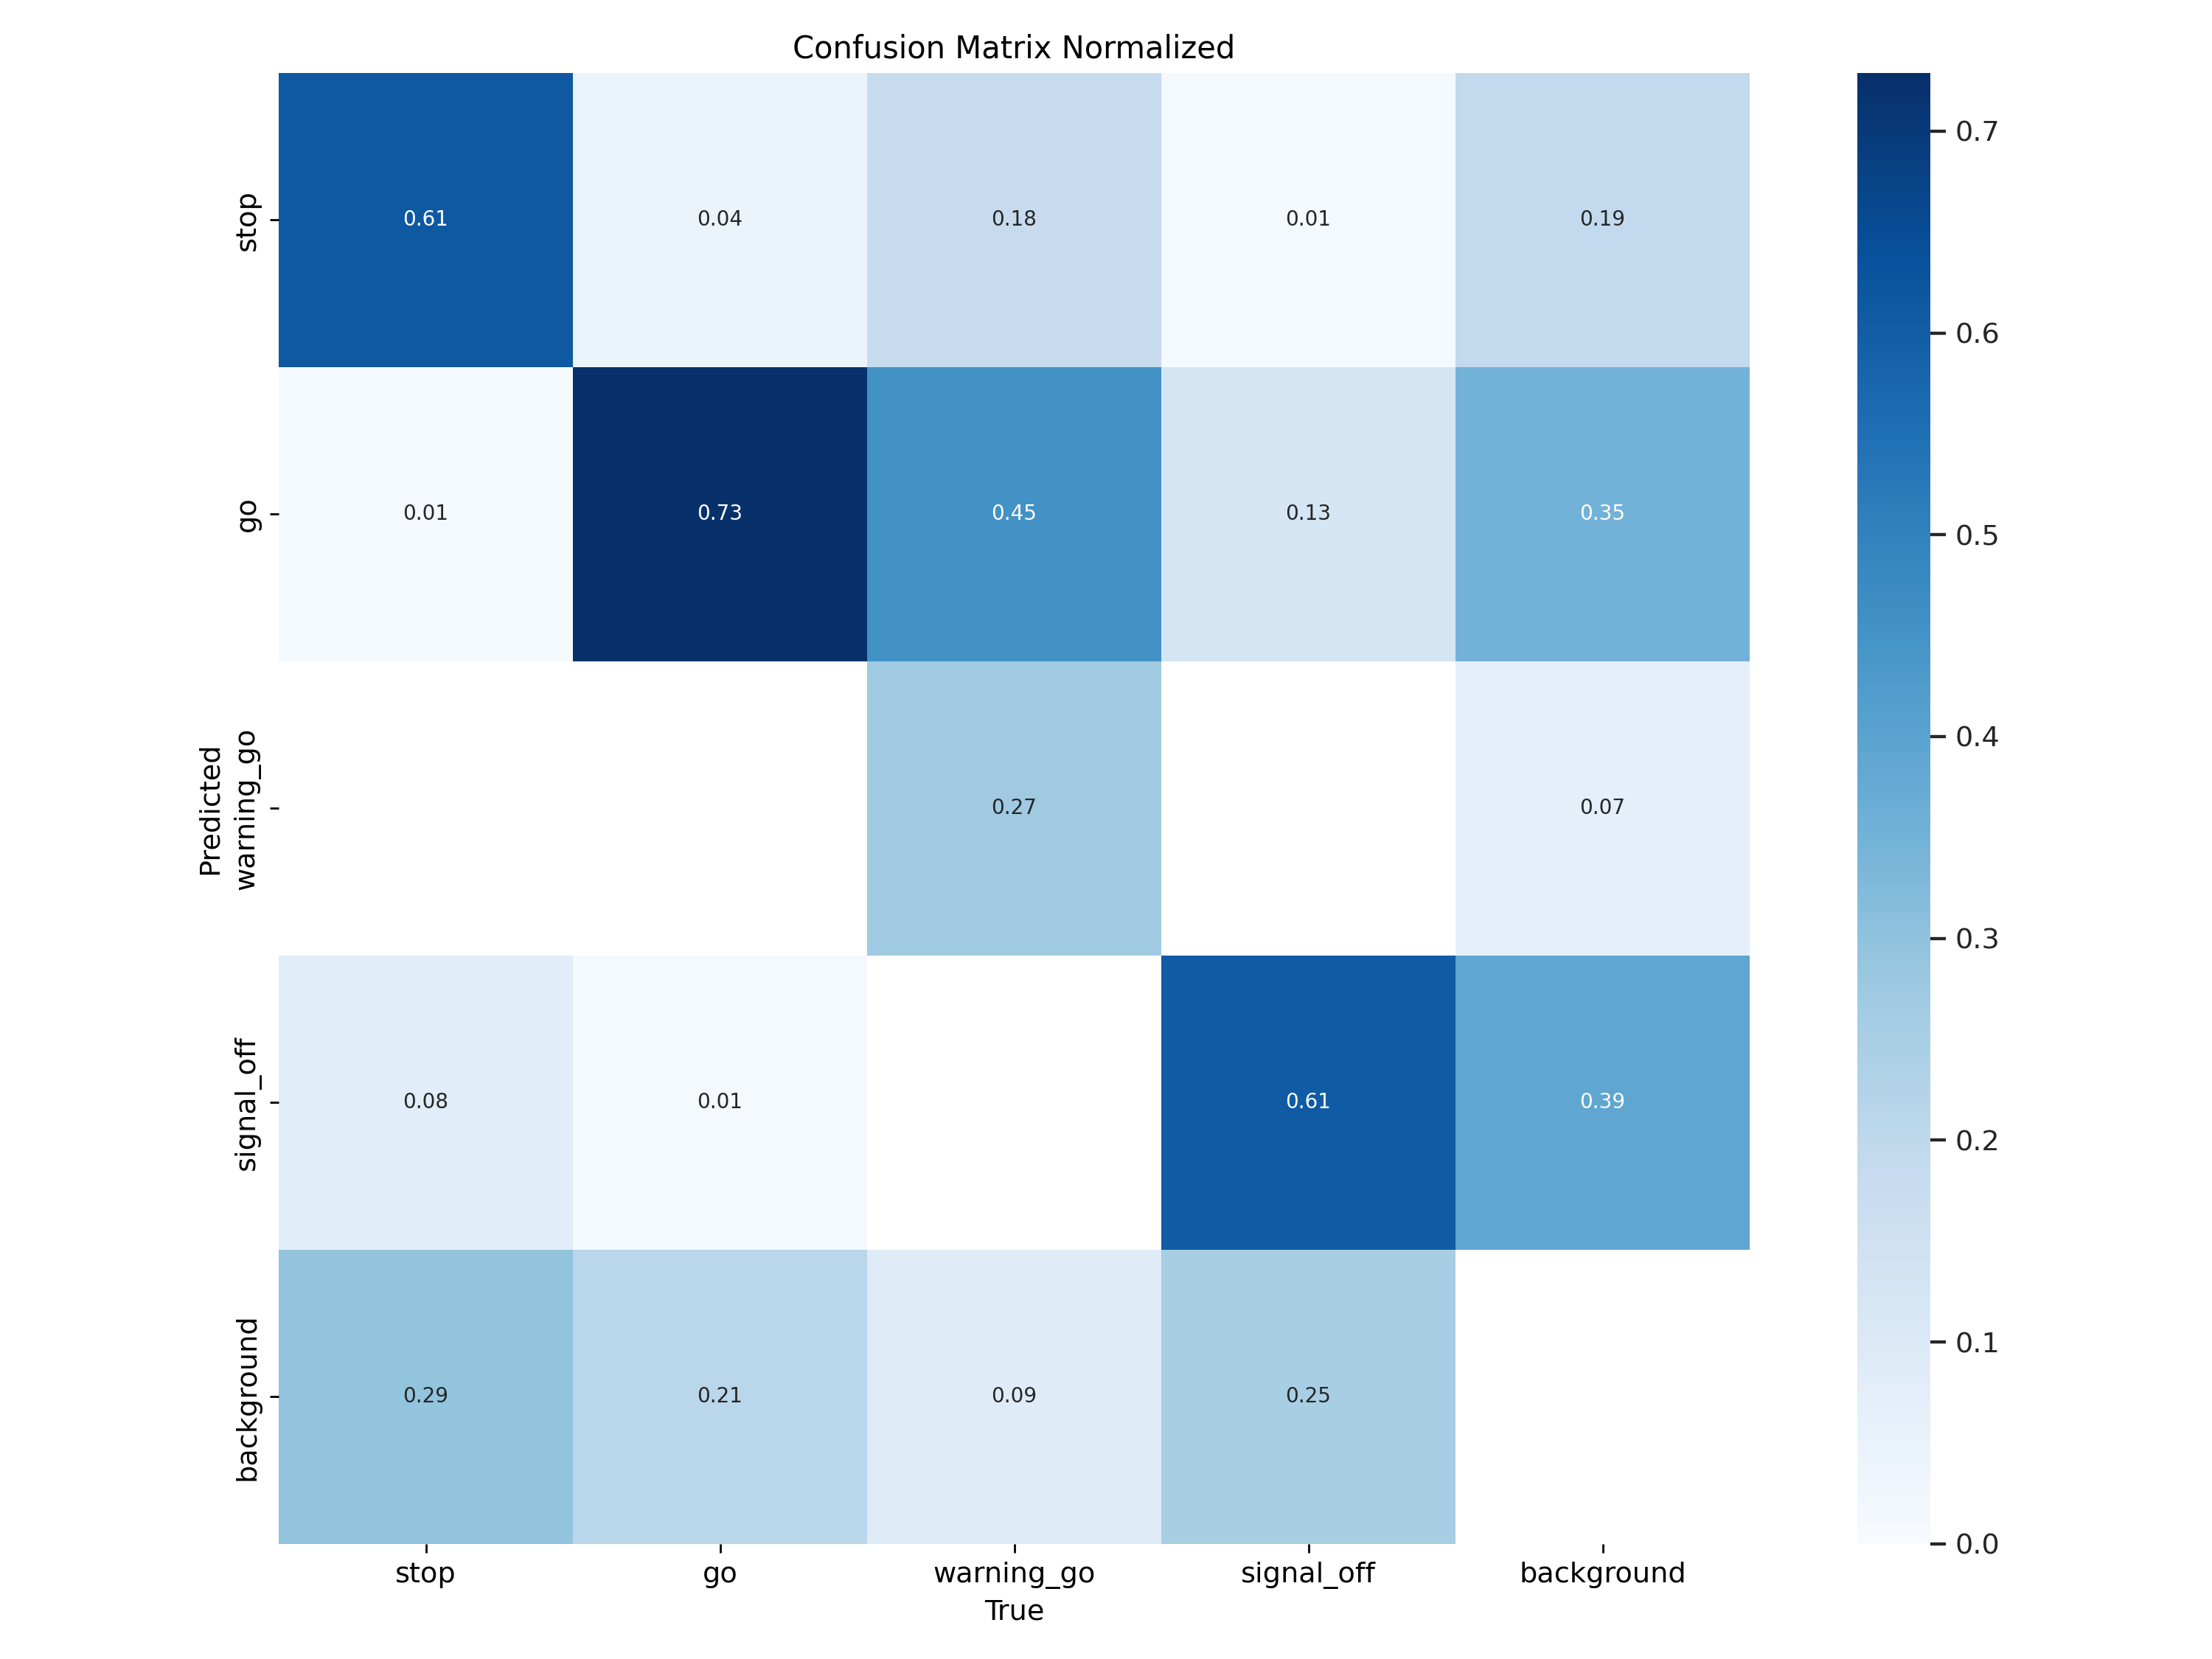 Confusion Matrix Normalized
Predicted
stop 0.61 0.04 0.18 0.01 0.19
go 0.01 0.73 0.45 0.13 0.35
warning_go 0.27 0.07
signal_off 0.08 0.01 0.61 0.39
background 0.29 0.21 0.09 0.25
stop go warning_go signal_off background
True
0.7
0.6
0.5
0.4
0.3
0.2
0.1
0.0